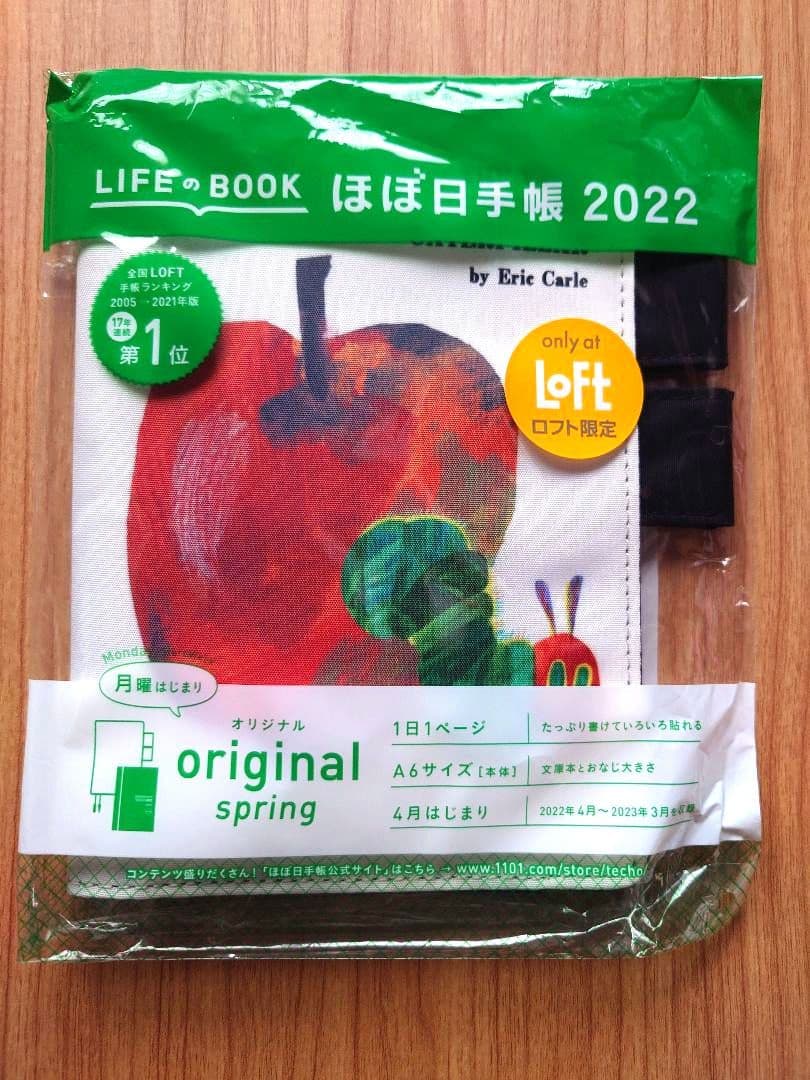 LIFEのBOOK ほぼ日手帳 2022
by Eric Carle
全国LOFT
手帳ランキング
2005→2021年版
17年
連続
第1位
only at
LOFT
ロフト限定
月曜はじまり
オリジナル
original
spring
1日1ページ たっぷり書けていろいろ貼れる
A6サイズ[本体] 文庫本とおなじ大きさ
4月はじまり 2022年4月〜2023年3月を
コンテンツ盛りだくさん!「ほぼ日手帳公式サイト」はこちら→www.1101.com/store/techo